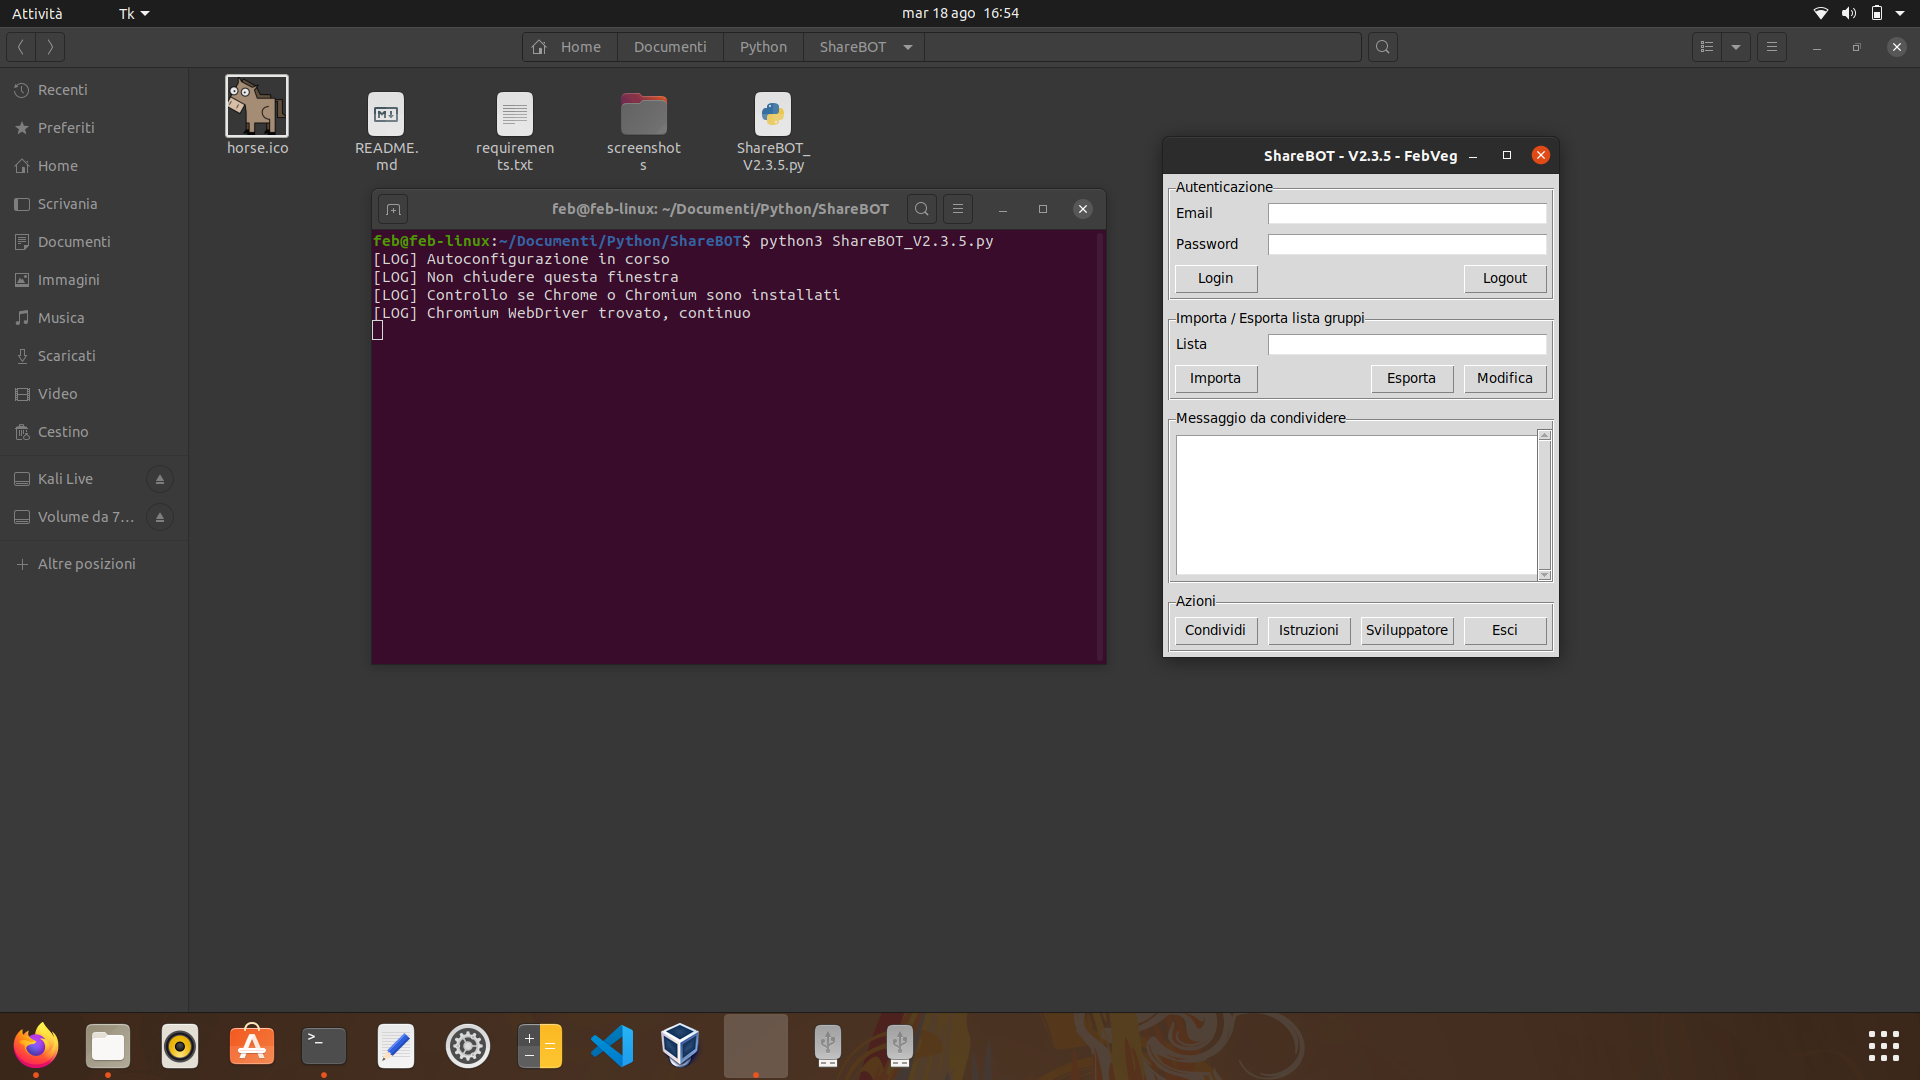 Attività
Tk
mar 18 ago 16:54
Home
Documenti
Python
ShareBOT
Recenti
Preferiti
Home
Scrivania
Documenti
Immagini
Musica
Scaricati
Video
Cestino
Kali Live
Volume da 7…
Altre posizioni
horse.ico
README.
md
requiremen
ts.txt
screenshot
s
ShareBOT_
V2.3.5.py
feb@feb-linux: ~/Documenti/Python/ShareBOT
feb@feb-linux:~/Documenti/Python/ShareBOT$ python3 ShareBOT_V2.3.5.py
[LOG] Autoconfigurazione in corso
[LOG] Non chiudere questa finestra
[LOG] Controllo se Chrome o Chromium sono installati
[LOG] Chromium WebDriver trovato, continuo
ShareBOT - V2.3.5 - FebVeg
Autenticazione
Email
Password
Login
Logout
Importa / Esporta lista gruppi
Lista
Importa
Esporta
Modifica
Messaggio da condividere
Azioni
Condividi
Istruzioni
Sviluppatore
Esci